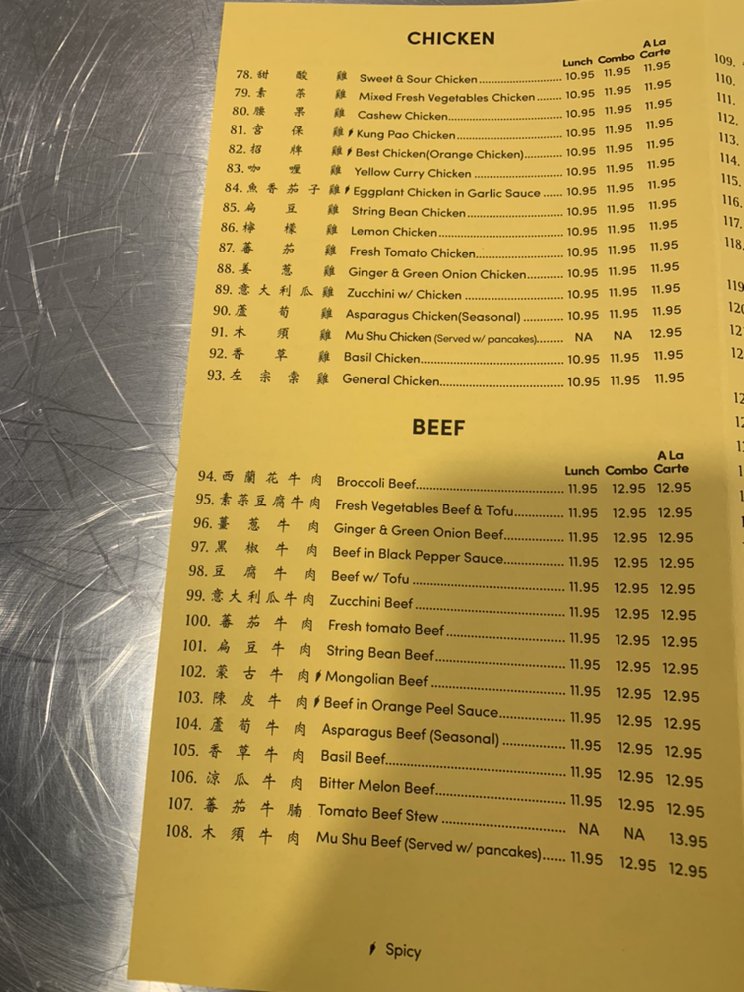 CHICKEN
Lunch Combo A La Carte
78. 甜酸雞 Sweet & Sour Chicken 10.95 11.95 11.95
79. 素菜雞 Mixed Fresh Vegetables Chicken 10.95 11.95 11.95
80. 腰果雞 Cashew Chicken 10.95 11.95 11.95
81. 宮保雞 Kung Pao Chicken 10.95 11.95 11.95
82. 招牌雞 Best Chicken(Orange Chicken) 10.95 11.95 11.95
83. 咖喱雞 Yellow Curry Chicken 10.95 11.95 11.95
84. 魚香茄子雞 Eggplant Chicken in Garlic Sauce 10.95 11.95 11.95
85. 扁豆雞 String Bean Chicken 10.95 11.95 11.95
86. 檸檬雞 Lemon Chicken 10.95 11.95 11.95
87. 蕃茄雞 Fresh Tomato Chicken 10.95 11.95 11.95
88. 姜蔥雞 Ginger & Green Onion Chicken 10.95 11.95 11.95
89. 意大利瓜雞 Zucchini w/ Chicken 10.95 11.95 11.95
90. 蘆荀雞 Asparagus Chicken(Seasonal) 10.95 11.95 11.95
91. 木須雞 Mu Shu Chicken (Served w/ pancakes) NA NA 12.95
92. 香草雞 Basil Chicken 10.95 11.95 11.95
93. 左宗棠雞 General Chicken 10.95 11.95 11.95
BEEF
Lunch Combo A La Carte
94. 西蘭花牛肉 Broccoli Beef 11.95 12.95 12.95
95. 素菜豆腐牛肉 Fresh Vegetables Beef & Tofu 11.95 12.95 12.95
96. 薑蔥牛肉 Ginger & Green Onion Beef 11.95 12.95 12.95
97. 黑椒牛肉 Beef in Black Pepper Sauce 11.95 12.95 12.95
98. 豆腐牛肉 Beef w/ Tofu 11.95 12.95 12.95
99. 意大利瓜牛肉 Zucchini Beef 11.95 12.95 12.95
100. 蕃茄牛肉 Fresh tomato Beef 11.95 12.95 12.95
101. 扁豆牛肉 String Bean Beef 11.95 12.95 12.95
102. 蒙古牛肉 Mongolian Beef 11.95 12.95 12.95
103. 陳皮牛肉 Beef in Orange Peel Sauce 11.95 12.95 12.95
104. 蘆荀牛肉 Asparagus Beef (Seasonal) 11.95 12.95 12.95
105. 香草牛肉 Basil Beef 11.95 12.95 12.95
106. 涼瓜牛肉 Bitter Melon Beef 11.95 12.95 12.95
107. 蕃茄牛腩 Tomato Beef Stew NA NA 13.95
108. 木須牛肉 Mu Shu Beef (Served w/ pancakes) 11.95 12.95 12.95
Spicy
109.
110.
111.
112.
113.
114.
115.
116.
117.
118.
119